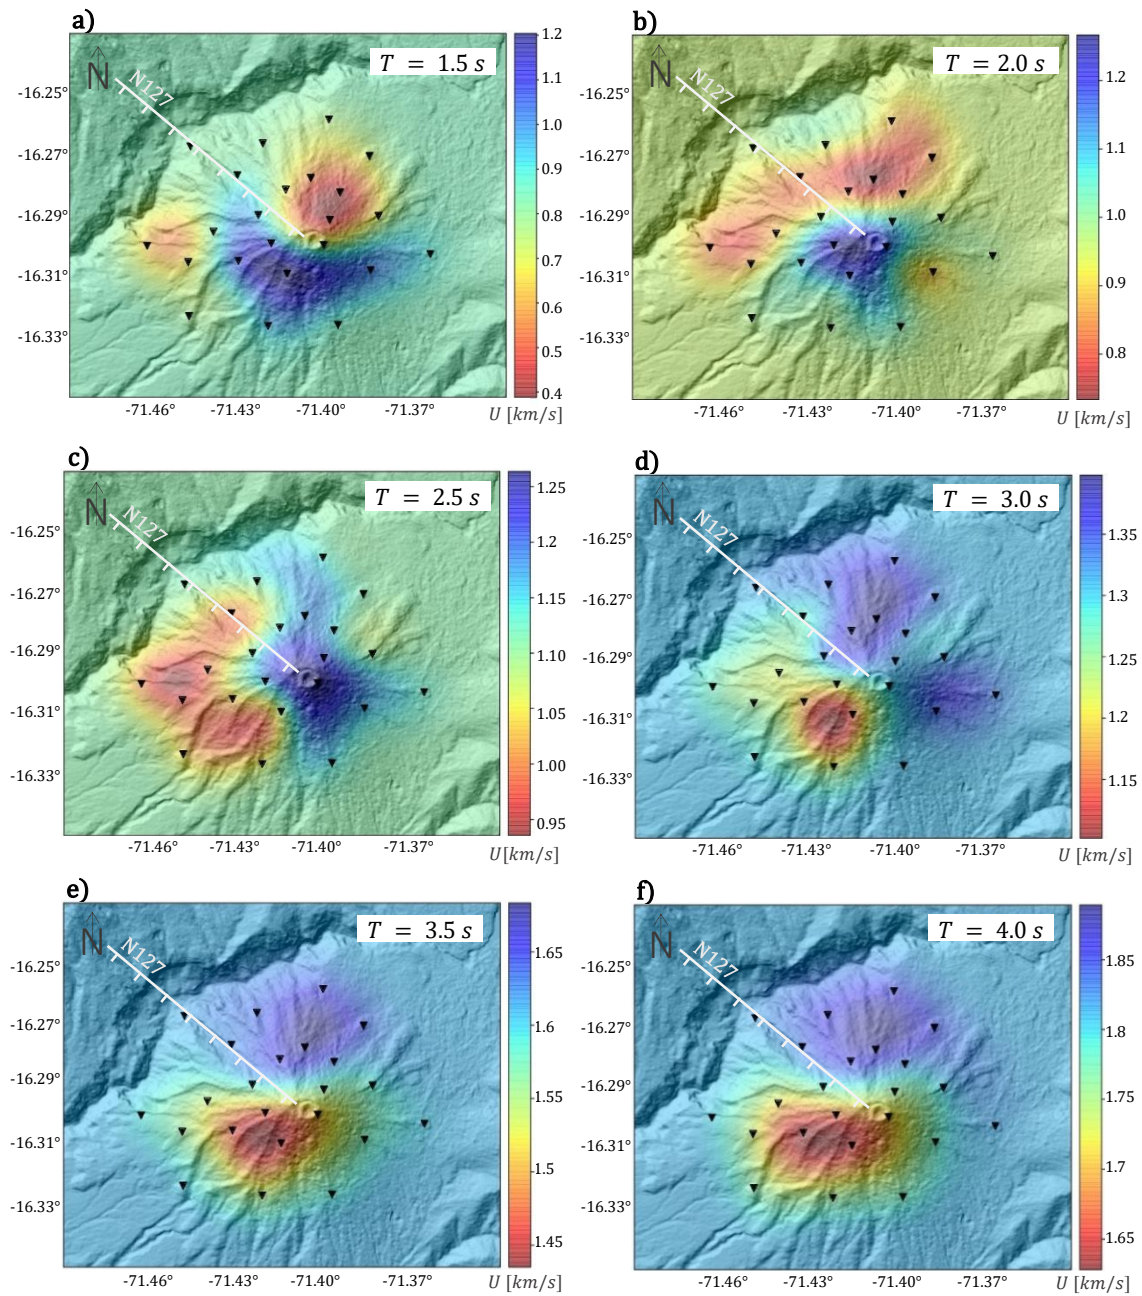 a)
T = 1.5 s
N
N127
-16.25°
-16.27°
-16.29°
-16.31°
-16.33°
-71.46° -71.43° -71.40° -71.37°
1.2
1.1
1.0
0.9
0.8
0.7
0.6
0.5
0.4
U [km/s]
b)
T = 2.0 s
N
N127
-16.25°
-16.27°
-16.29°
-16.31°
-16.33°
-71.46° -71.43° -71.40° -71.37°
1.2
1.1
1.0
0.9
0.8
U [km/s]
c)
T = 2.5 s
N
N127
-16.25°
-16.27°
-16.29°
-16.31°
-16.33°
-71.46° -71.43° -71.40° -71.37°
1.25
1.2
1.15
1.10
1.05
1.00
0.95
U[km/s]
d)
T = 3.0 s
N
N127
-16.25°
-16.27°
-16.29°
-16.31°
-16.33°
-71.46° -71.43° -71.40° -71.37°
1.35
1.3
1.25
1.2
1.15
U [km/s]
e)
T = 3.5 s
N
N127
-16.25°
-16.27°
-16.29°
-16.31°
-16.33°
-71.46° -71.43° -71.40° -71.37°
1.65
1.6
1.55
1.5
1.45
U [km/s]
f)
T = 4.0 s
N
N127
-16.25°
-16.27°
-16.29°
-16.31°
-16.33°
-71.46° -71.43° -71.40° -71.37°
1.85
1.8
1.75
1.7
1.65
U [km/s]